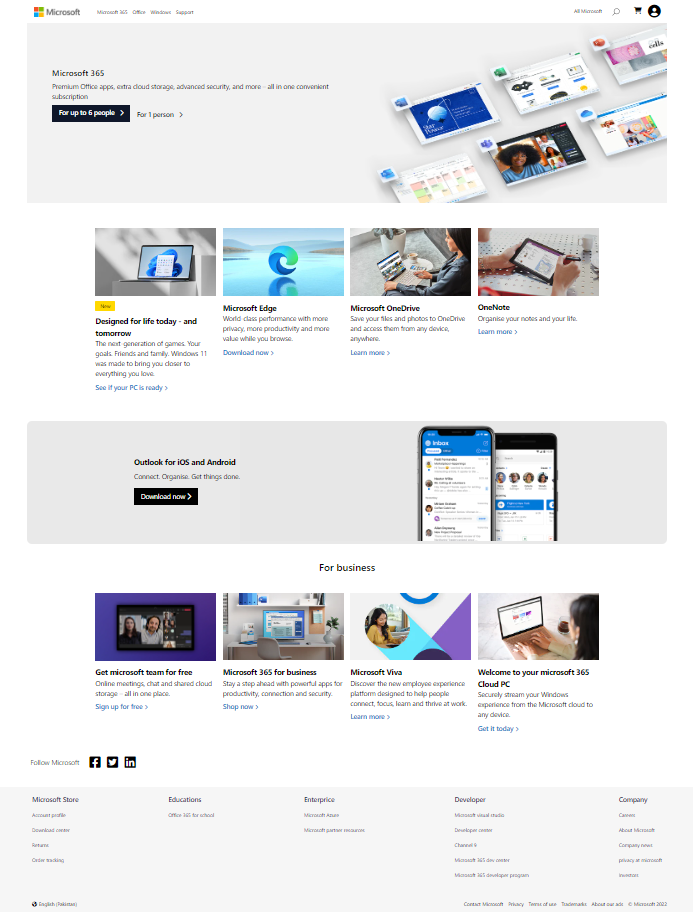 Microsoft
Microsoft 365 Office Windows Support
All Microsoft
Microsoft 365
Premium Office apps, extra cloud storage, advanced security, and more - all in one convenient
subscription
For up to 6 people
For 1 person
New
Designed for life today - and
tomorrow
The next generation of games. Your
goals. Friends and family. Windows 11
was made to bring you closer to
everything you love.
See if your PC is ready
Microsoft Edge
World-class performance with more
privacy, more productivity and more
value while you browse.
Download now
Microsoft OneDrive
Save your files and photos to OneDrive
and access them from any device,
anywhere.
Learn more
OneNote
Organise your notes and your life.
Learn more
Outlook for iOS and Android
Connect. Organise. Get things done.
Download now
Inbox
For business
Get microsoft team for free
Online meetings, chat and shared cloud
storage - all in one place.
Sign up for free
Microsoft 365 for business
Stay a step ahead with powerful apps for
productivity, connection and security.
Shop now
Microsoft Viva
Discover the new employee experience
platform designed to help people
connect, focus, learn and thrive at work.
Learn more
Welcome to your microsoft 365
Cloud PC
Securely stream your Windows
experience from the Microsoft cloud to
any device.
Get it today
Follow Microsoft
Microsoft Store
Account profile
Download center
Returns
Order tracking
Educations
Office 365 for school
Enterprice
Microsoft Azure
Microsoft partner resources
Developer
Microsoft visual studio
Developer center
Channel 9
Microsoft 365 dev center
Microsoft 365 developer program
Company
Careers
About Microsoft
Company news
privacy at microsoft
Investors
English (Pakistan)
Contact Microsoft Privacy Terms of use Trademarks About our ads © Microsoft 2022